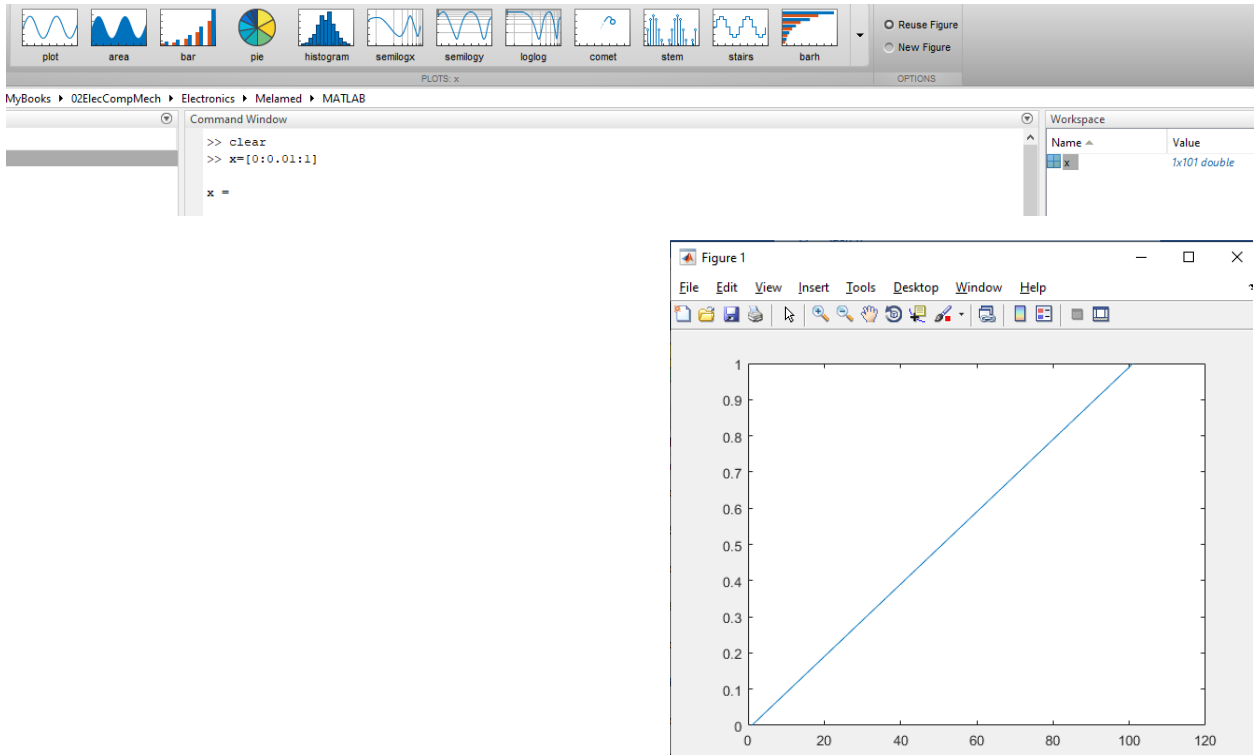 plot area bar pie histogram semilogx semilogy loglog comet stem stairs barh
Reuse Figure
New Figure
PLOTS: x
OPTIONS
MyBooks 02ElecCompMech Electronics Melamed MATLAB
Command Window
>> clear
>> x=[0:0.01:1]
x =
Workspace
Name Value
x 1x101 double
Figure 1
File Edit View Insert Tools Desktop Window Help
1
0.9
0.8
0.7
0.6
0.5
0.4
0.3
0.2
0.1
0
0 20 40 60 80 100 120